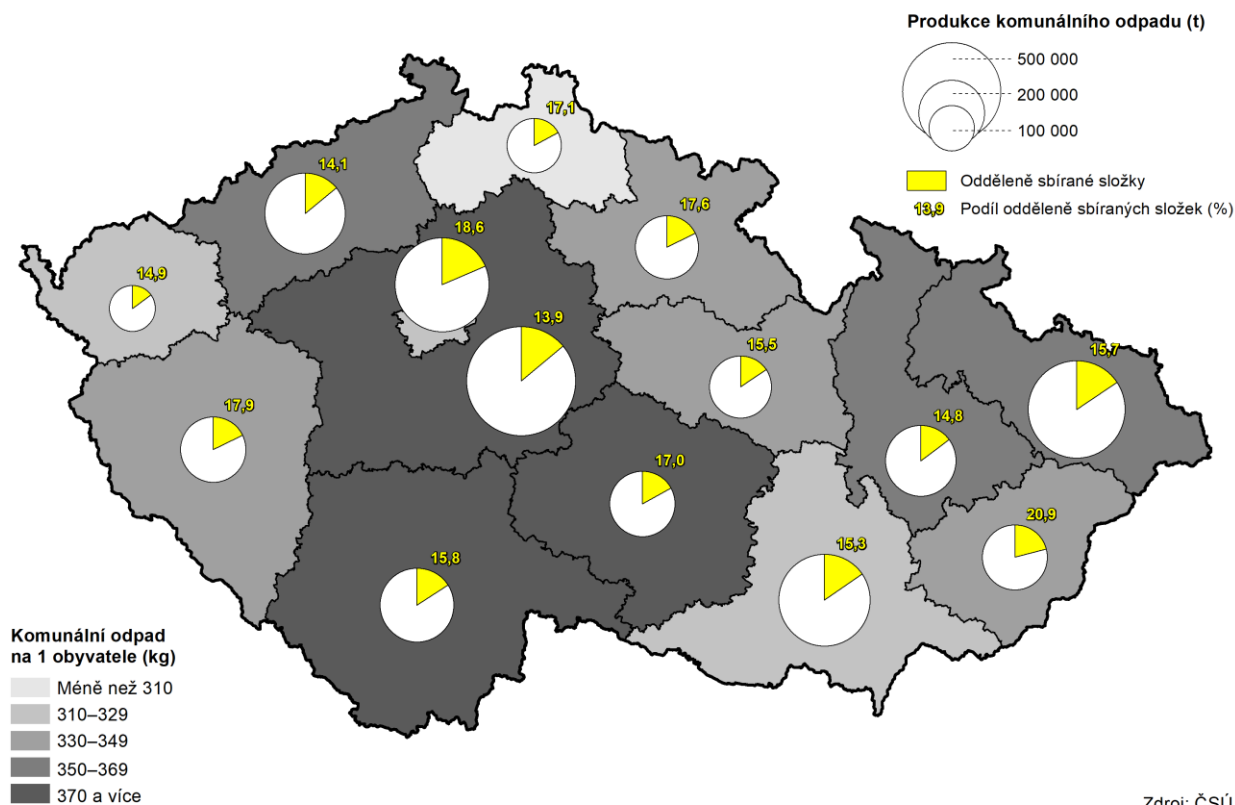 Produkce komunálního odpadu (t)
500 000
200 000
100 000
Odděleně sbírané složky
13,9 Podíl odděleně sbíraných složek (%)
17,1
14,1
17,6
18,6
14,9
13,9
15,5
15,7
17,9
14,8
17,0
20,9
15,3
15,8
Komunální odpad
na 1 obyvatele (kg)
Méně než 310
310–329
330–349
350–369
370 a více
Zdroj: ČSÚ